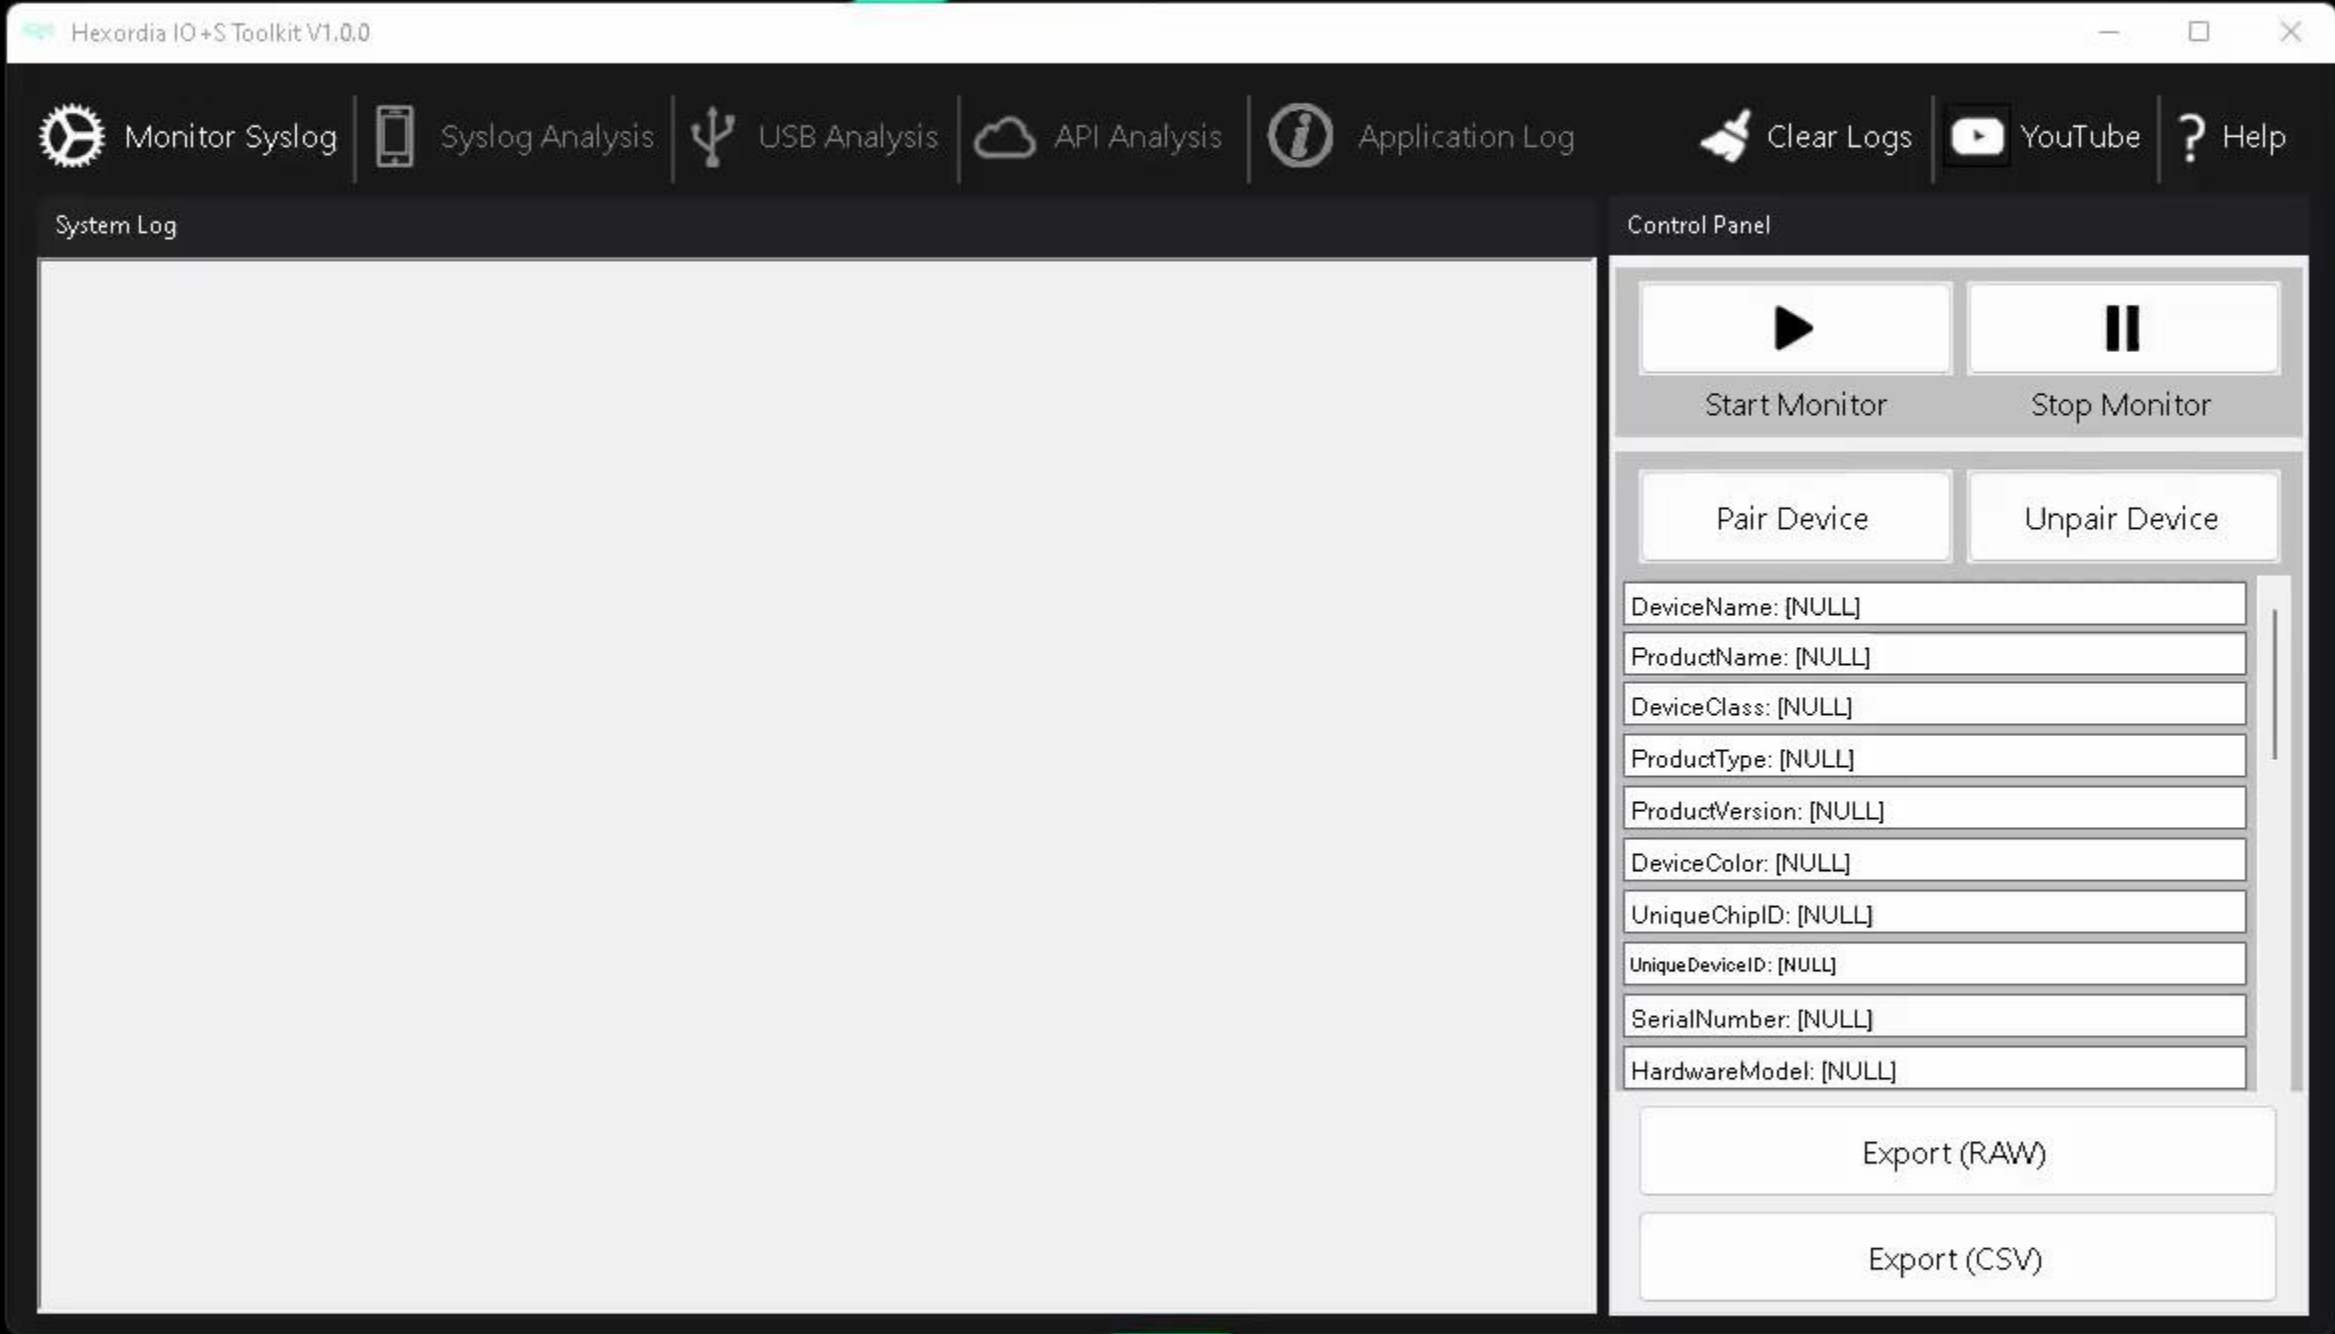 Hexordia IO+S Toolkit V1.0.0
Monitor Syslog
Syslog Analysis
USB Analysis
API Analysis
Application Log
Clear Logs
YouTube
Help
System Log
Control Panel
Start Monitor
Stop Monitor
Pair Device
Unpair Device
DeviceName: [NULL]
ProductName: [NULL]
DeviceClass: [NULL]
ProductType: [NULL]
ProductVersion: [NULL]
DeviceColor: [NULL]
UniqueChipID: [NULL]
UniqueDeviceID: [NULL]
SerialNumber: [NULL]
HardwareModel: [NULL]
Export (RAW)
Export (CSV)